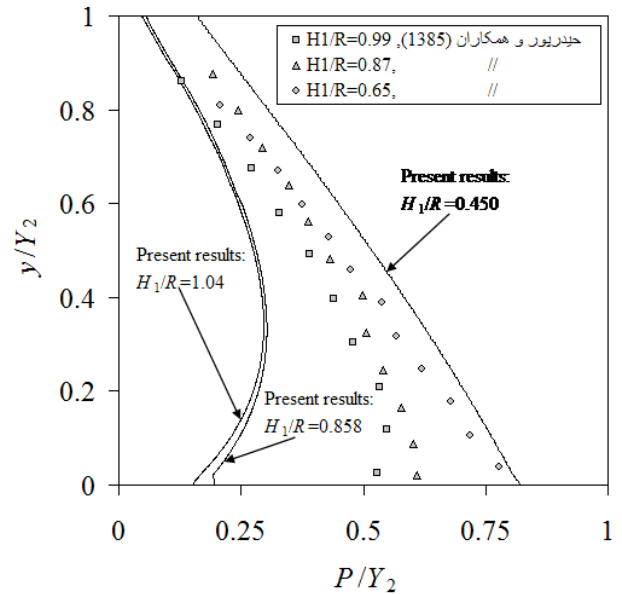 H1/R=0.99, حیدرپور و همکاران (1385)
H1/R=0.87, //
H1/R=0.65, //
Present results:
H1/R=0.450
Present results:
H1/R=1.04
Present results:
H1/R=0.858
1
0.8
0.6
0.4
0.2
0
y/Y2
0 0.25 0.5 0.75 1
P/Y2